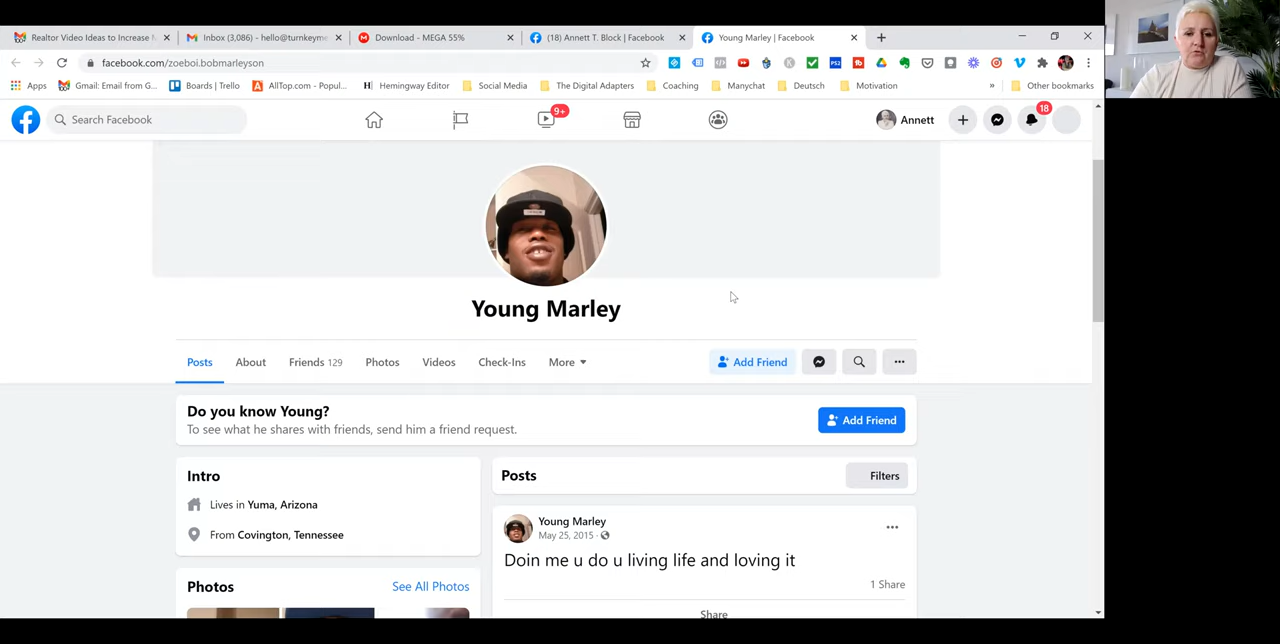 Realtor Video Ideas to Increase M
Inbox (3,086) - hello@turnkeyme
Download - MEGA 55%
(18) Annett T. Block | Facebook
Young Marley | Facebook
facebook.com/zoeboi.bobmarleyson
Apps
Gmail: Email from G...
Boards | Trello
AllTop.com - Popul...
Hemingway Editor
Social Media
The Digital Adapters
Coaching
Manychat
Deutsch
Motivation
»
Other bookmarks
Search Facebook
9+
Annett
18
Young Marley
Posts
About
Friends 129
Photos
Videos
Check-Ins
More
Add Friend
Do you know Young?
To see what he shares with friends, send him a friend request.
Add Friend
Intro
Lives in Yuma, Arizona
From Covington, Tennessee
Photos
See All Photos
Posts
Filters
Young Marley
May 25, 2015 ·
Doin me u do u living life and loving it
1 Share
Share